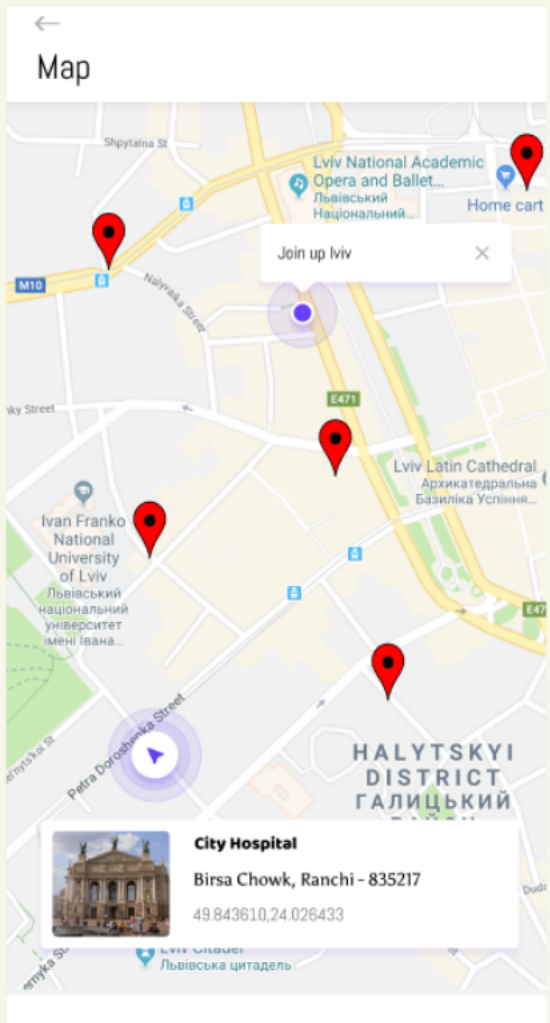 Map
Shpytalna St
Lviv National Academic
Opera and Ballet...
Львівський
Національний...
Home cart
Join up lviv
M10
Nalyvaika Street
E471
nky Street
Lviv Latin Cathedral
Архикатедральна
Базиліка Успіння...
Ivan Franko
National
University
of Lviv
Львівський
національний
університет
імені Івана...
E47
Petra Doroshenka Street
HALYTSKYI
DISTRICT
ГАЛИЦЬКИЙ
РАЙОН
City Hospital
Birsa Chowk, Ranchi - 835217
49.843610,24.026433
Duda
Lviv Citadel
Львівська цитадель